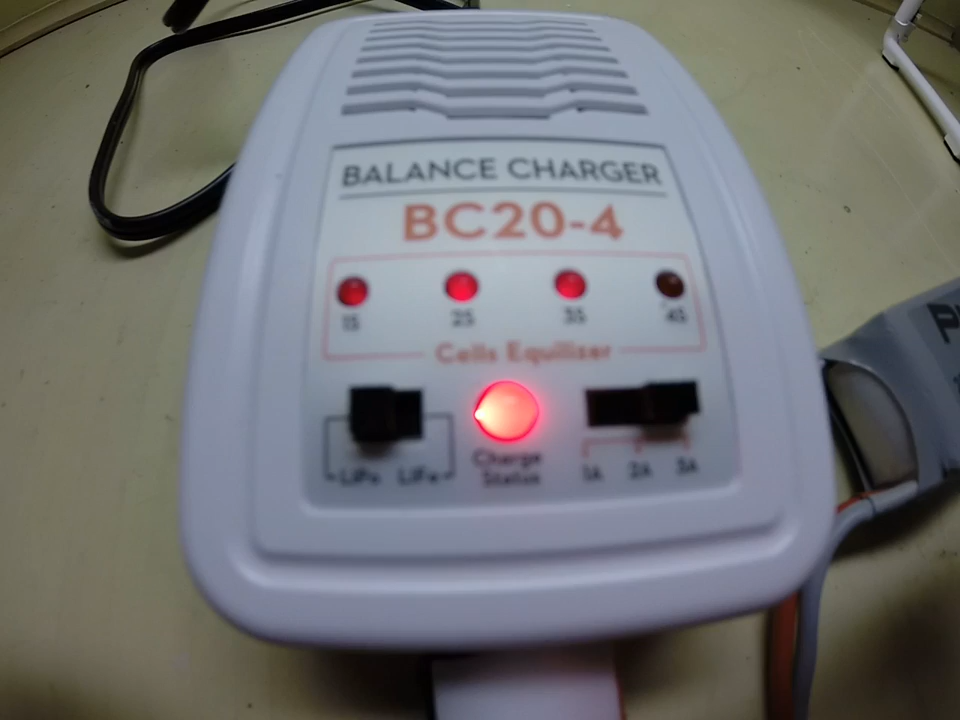 BALANCE CHARGER
BC20-4
1S 2S 3S 4S
Cells Equilizer
LiPo LiFe
Charge
Status
1A 2A 3A
P